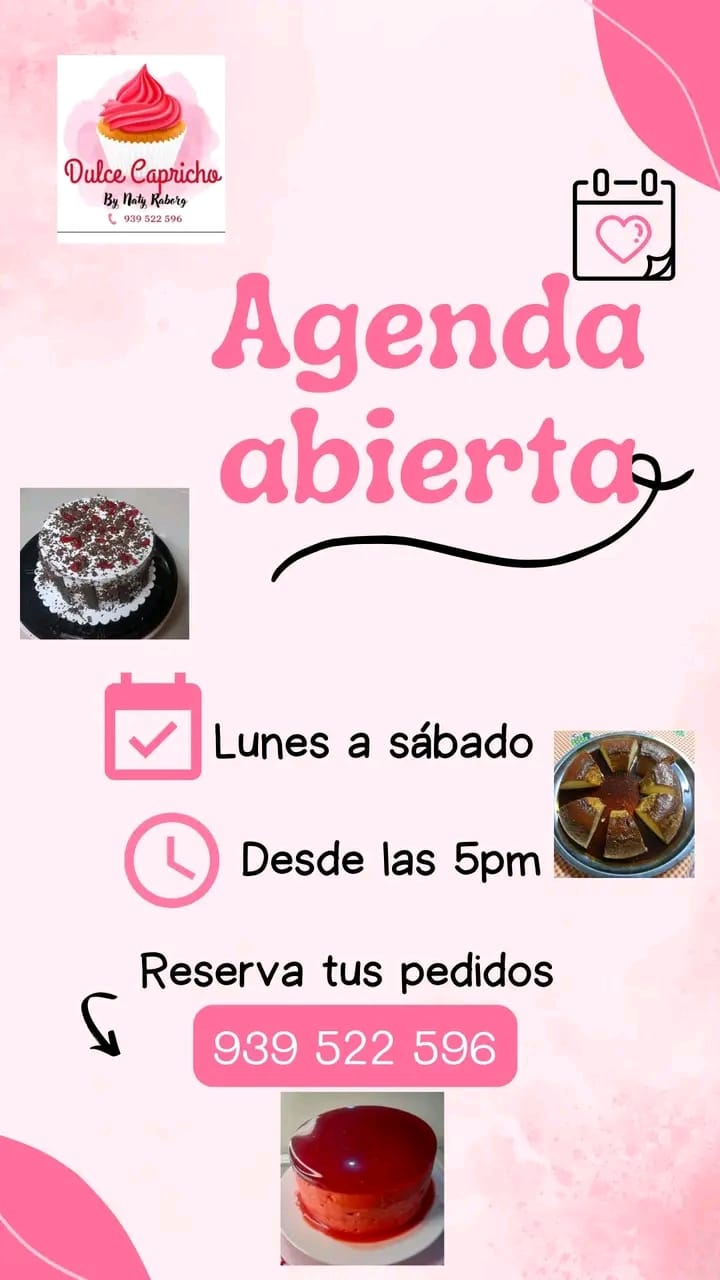 Dulce Capricho
By Naty Raborg
939 522 596
Agenda
abierta
Lunes a sábado
Desde las 5pm
Reserva tus pedidos
939 522 596